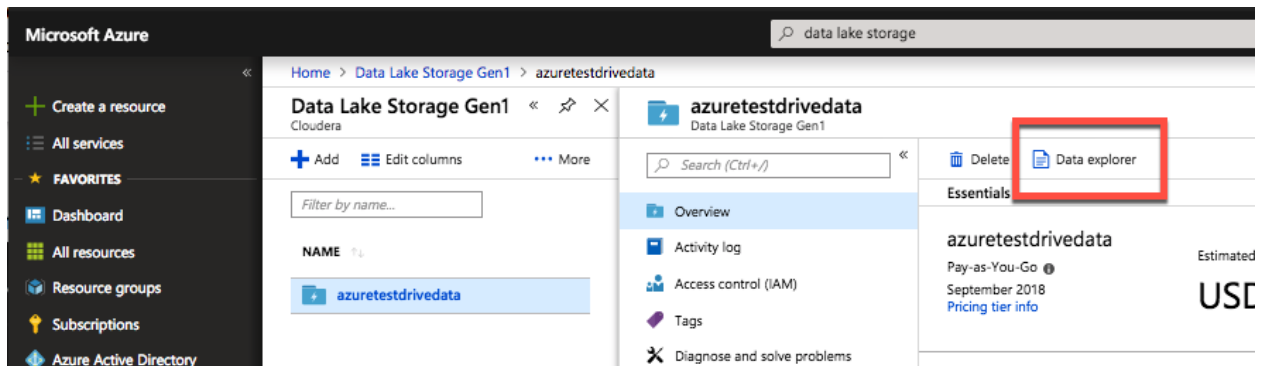 Microsoft Azure
data lake storage
«
Create a resource
All services
FAVORITES
Dashboard
All resources
Resource groups
Subscriptions
Azure Active Directory
Home > Data Lake Storage Gen1 > azuretestdrivedata
Data Lake Storage Gen1 «
Cloudera
Add Edit columns ••• More
Filter by name...
NAME ↑↓
azuretestdrivedata
azuretestdrivedata
Data Lake Storage Gen1
Search (Ctrl+/) «
Overview
Activity log
Access control (IAM)
Tags
Diagnose and solve problems
Delete Data explorer
Essentials
azuretestdrivedata
Pay-as-You-Go
September 2018
Pricing tier info
Estimated
USD